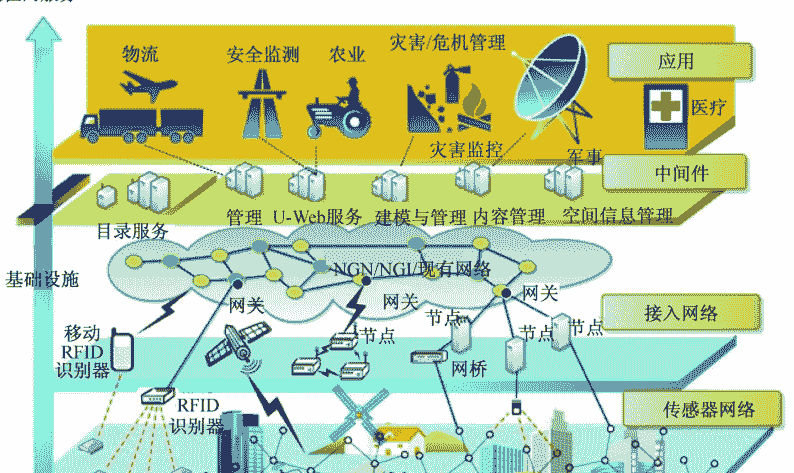 物流
安全监测
农业
灾害/危机管理
应用
医疗
灾害监控
军事
中间件
目录服务
管理
U-Web服务
建模与管理
内容管理
空间信息管理
基础设施
NGN/NGI/现有网络
网关
网关
网关
接入网络
移动
RFID
识别器
节点
节点
节点
节点
网桥
RFID
识别器
传感器网络